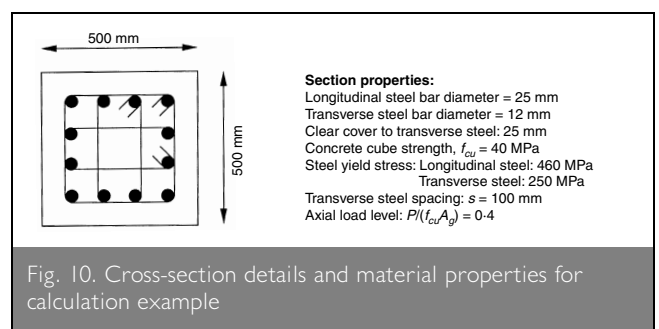 500 mm
500 mm
Section properties:
Longitudinal steel bar diameter = 25 mm
Transverse steel bar diameter = 12 mm
Clear cover to transverse steel: 25 mm
Concrete cube strength, fcu = 40 MPa
Steel yield stress: Longitudinal steel: 460 MPa
Transverse steel: 250 MPa
Transverse steel spacing: s = 100 mm
Axial load level: P/(fcuAg) = 0·4
Fig. 10. Cross-section details and material properties for
calculation example